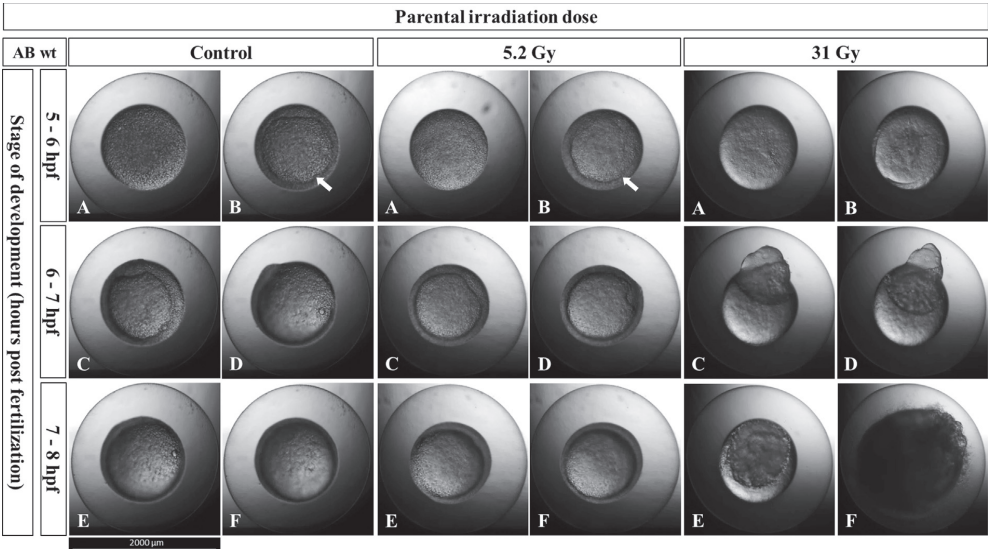 Parental irradiation dose
AB wt
Control
5.2 Gy
31 Gy
Stage of development (hours post fertilization)
5 - 6 hpf
A
B
A
B
A
B
6 - 7 hpf
C
D
C
D
C
D
7 - 8 hpf
E
F
E
F
E
F
2000 µm